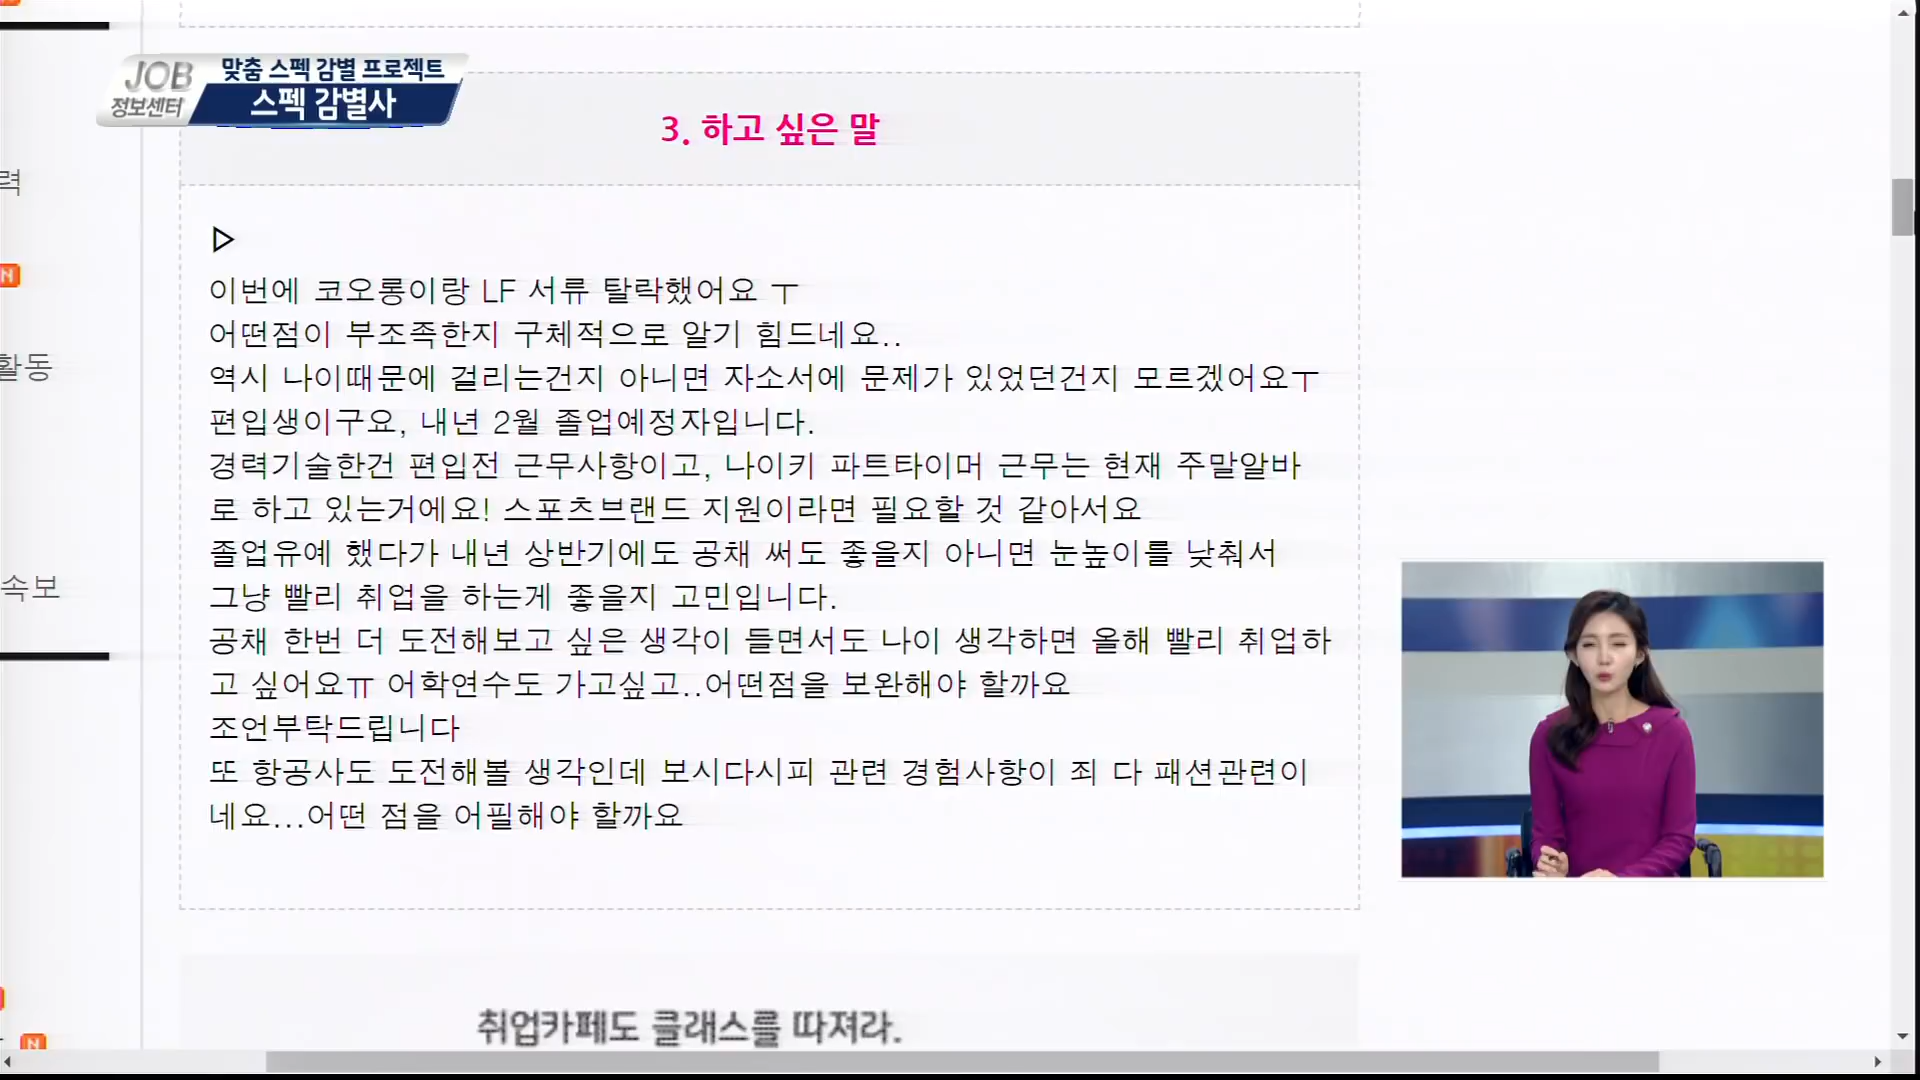 JOB
정보센터
맞춤 스펙 감별 프로젝트
스펙 감별사
3. 하고 싶은 말
력
N
활동
속보
▷
이번에 코오롱이랑 LF 서류 탈락했어요 ㅜ
어떤점이 부조족한지 구체적으로 알기 힘드네요..
역시 나이때문에 걸리는건지 아니면 자소서에 문제가 있었던건지 모르겠어요ㅜ
편입생이구요, 내년 2월 졸업예정자입니다.
경력기술한건 편입전 근무사항이고, 나이키 파트타이머 근무는 현재 주말알바
로 하고 있는거에요! 스포츠브랜드 지원이라면 필요할 것 같아서요
졸업유예 했다가 내년 상반기에도 공채 써도 좋을지 아니면 눈높이를 낮춰서
그냥 빨리 취업을 하는게 좋을지 고민입니다.
공채 한번 더 도전해보고 싶은 생각이 들면서도 나이 생각하면 올해 빨리 취업하
고 싶어요ㅠ 어학연수도 가고싶고..어떤점을 보완해야 할까요
조언부탁드립니다
또 항공사도 도전해볼 생각인데 보시다시피 관련 경험사항이 죄 다 패션관련이
네요...어떤 점을 어필해야 할까요
취업카페도 클래스를 따져라.
N